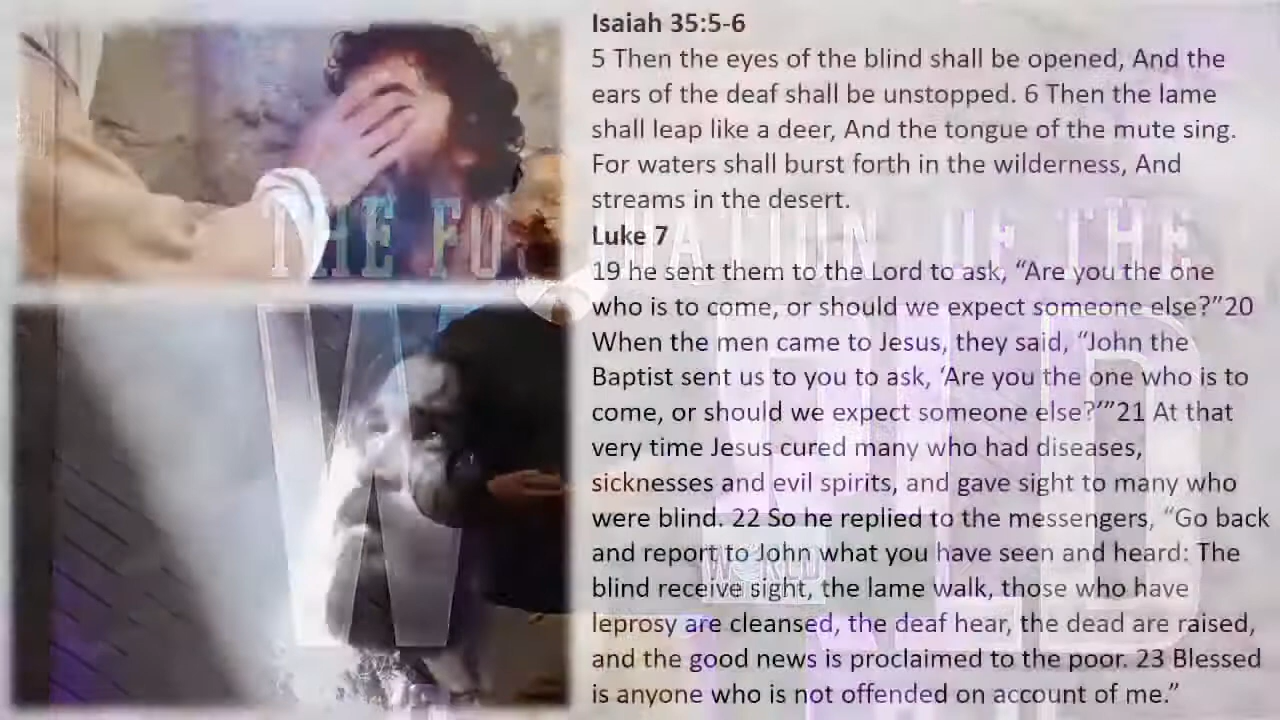 Isaiah 35:5-6
5 Then the eyes of the blind shall be opened, And the
ears of the deaf shall be unstopped. 6 Then the lame
shall leap like a deer, And the tongue of the mute sing.
For waters shall burst forth in the wilderness, And
streams in the desert.
Luke 7
19 he sent them to the Lord to ask, “Are you the one
who is to come, or should we expect someone else?”20
When the men came to Jesus, they said, “John the
Baptist sent us to you to ask, ‘Are you the one who is to
come, or should we expect someone else?’”21 At that
very time Jesus cured many who had diseases,
sicknesses and evil spirits, and gave sight to many who
were blind. 22 So he replied to the messengers, “Go back
and report to John what you have seen and heard: The
blind receive sight, the lame walk, those who have
leprosy are cleansed, the deaf hear, the dead are raised,
and the good news is proclaimed to the poor. 23 Blessed
is anyone who is not offended on account of me.”
THE OF THE
WORLD